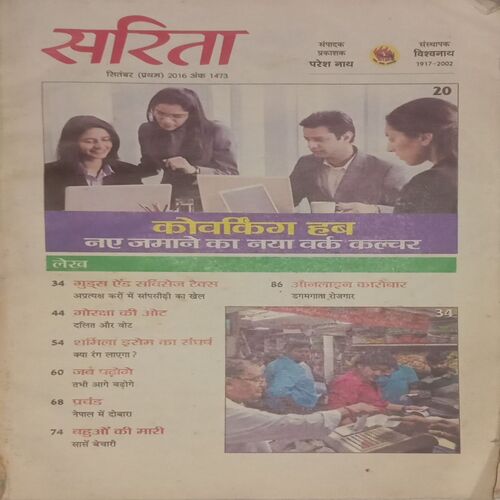 सरिता
सितंबर (प्रथम) 2016 अंक 1473
संपादक
प्रकाशक
परेश नाथ
संस्थापक
विश्वनाथ
1917-2002
20
कोवर्किंग हब
नए जमाने का नया वर्क कल्चर
लेख
34 गुड्स ऐंड सर्विसेज टैक्स
अप्रत्यक्ष करों में सांपसीढ़ी का खेल
44 गौरक्षा की ओट
दलित और वोट
54 शर्मिला इरोम का संघर्ष
क्या रंग लाएगा?
60 जब पढ़ोगे
तभी आगे बढ़ोगे
68 प्रचंड
नेपाल में दोबारा
74 बहुओं की मारी
सासें बेचारी
86 ऑनलाइन कारोबार
डगमगाता रोजगार
34